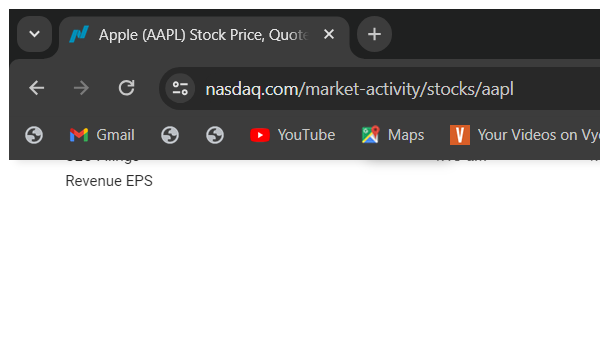 Apple (AAPL) Stock Price, Quote
nasdaq.com/market-activity/stocks/aapl
Gmail YouTube Maps Your Videos on Vy
Revenue EPS